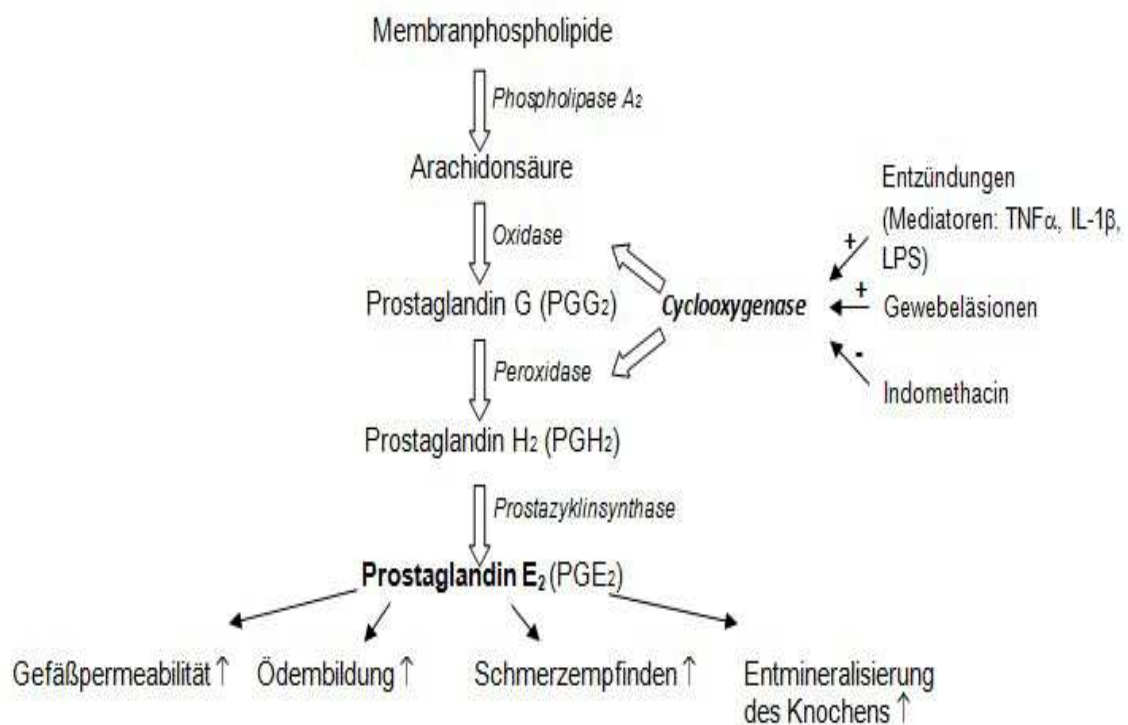 Membranphospholipide
Phospholipase A₂
Arachidonsäure
Oxidase
Prostaglandin G (PGG₂)
Peroxidase
Prostaglandin H₂ (PGH₂)
Prostazyklinsynthase
Prostaglandin E₂ (PGE₂)
Cyclooxygenase
Entzündungen
(Mediatoren: TNFα, IL-1β,
LPS)
+
Gewebeläsionen
+
Indomethacin
-
Gefäßpermeabilität ↑
Ödembildung ↑
Schmerzempfinden ↑
Entmineralisierung
des Knochens ↑